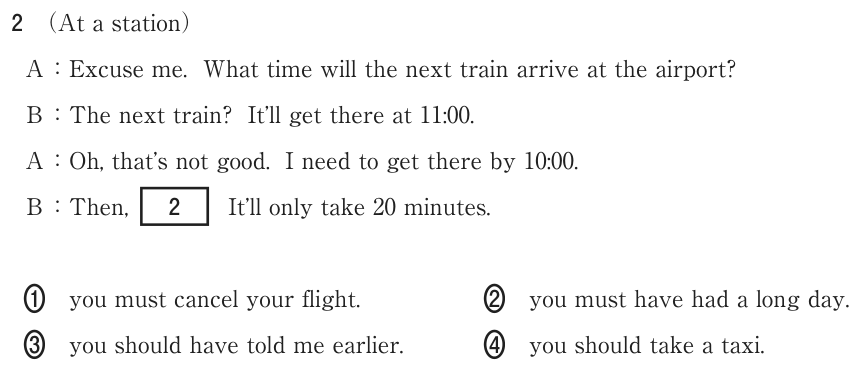 2 （At a station）
A：Excuse me. What time will the next train arrive at the airport?
B：The next train? It'll get there at 11:00.
A：Oh, that's not good. I need to get there by 10:00.
B：Then, 2 It'll only take 20 minutes.
① you must cancel your flight. ② you must have had a long day.
③ you should have told me earlier. ④ you should take a taxi.